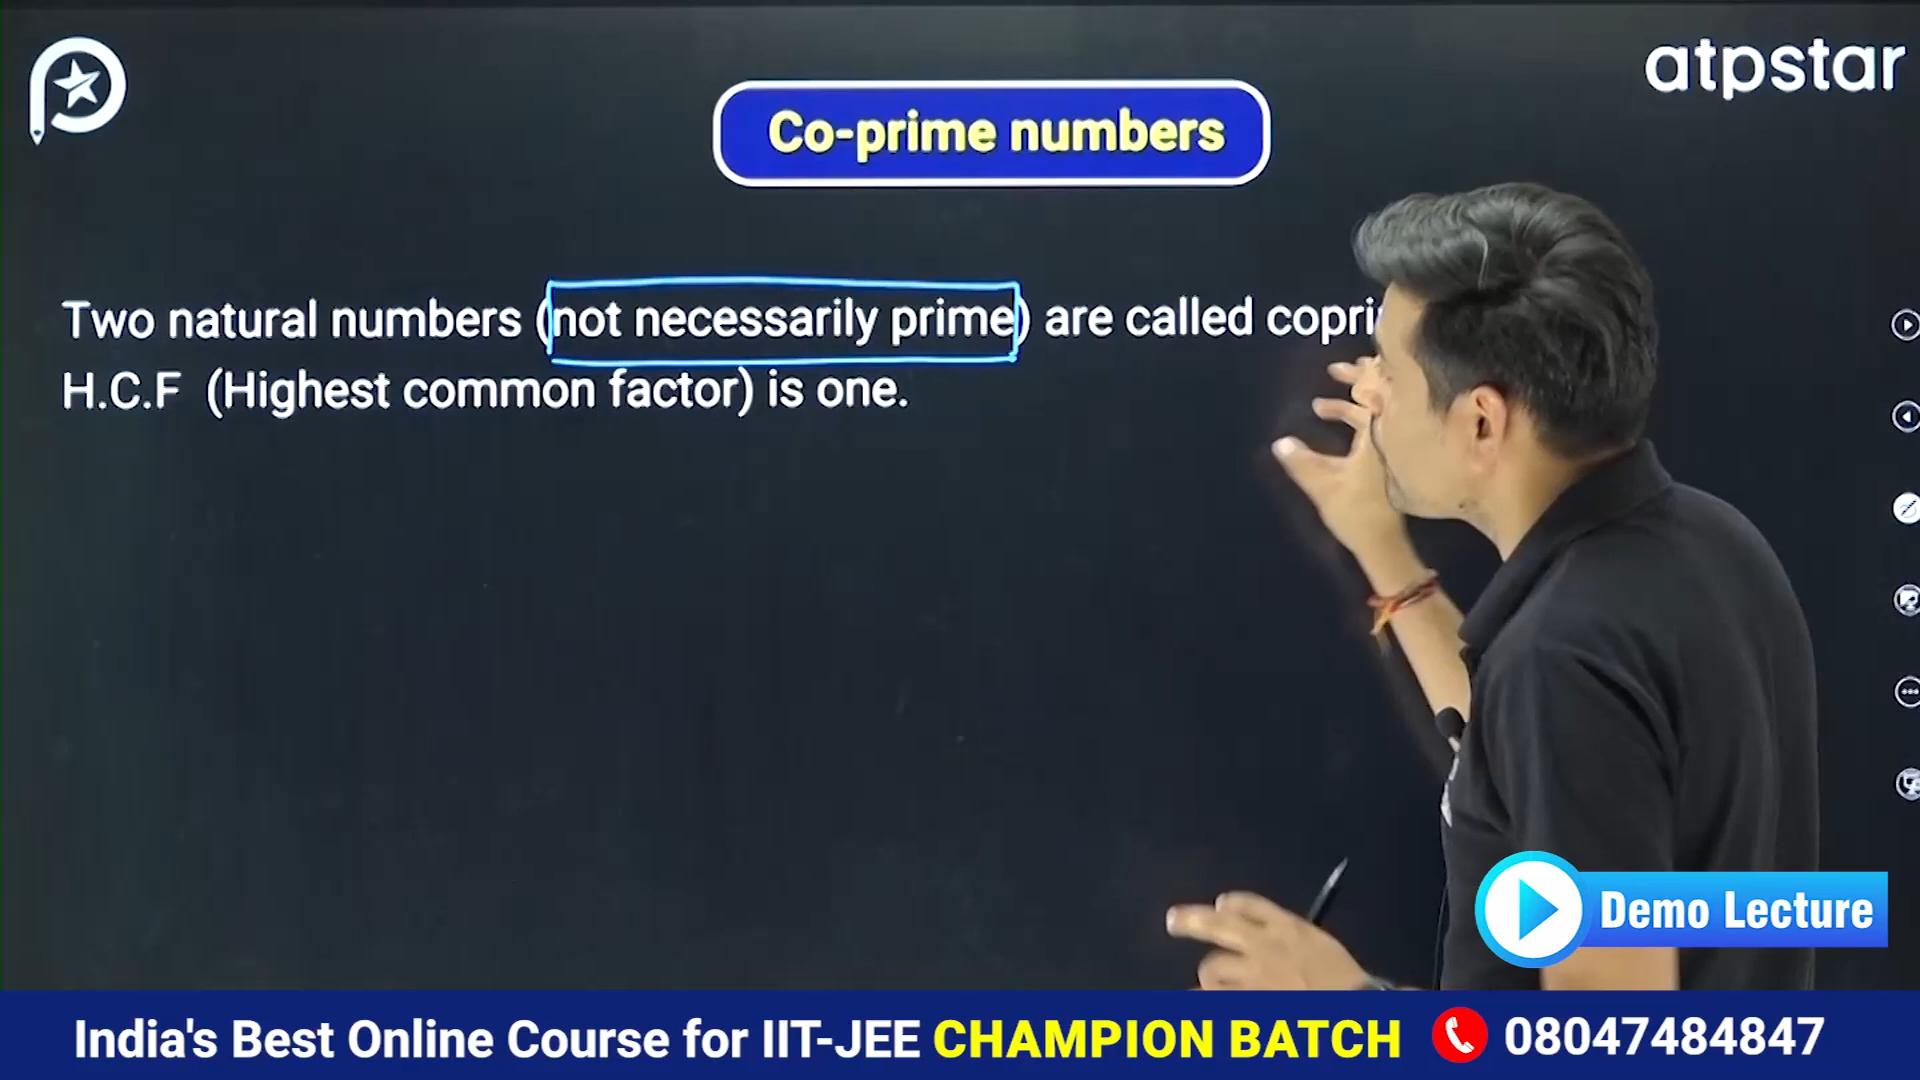 atpstar
Co-prime numbers
Two natural numbers (not necessarily prime) are called
H.C.F (Highest common factor) is one.
Demo Lecture
India's Best Online Course for IIT-JEE CHAMPION BATCH 08047484847